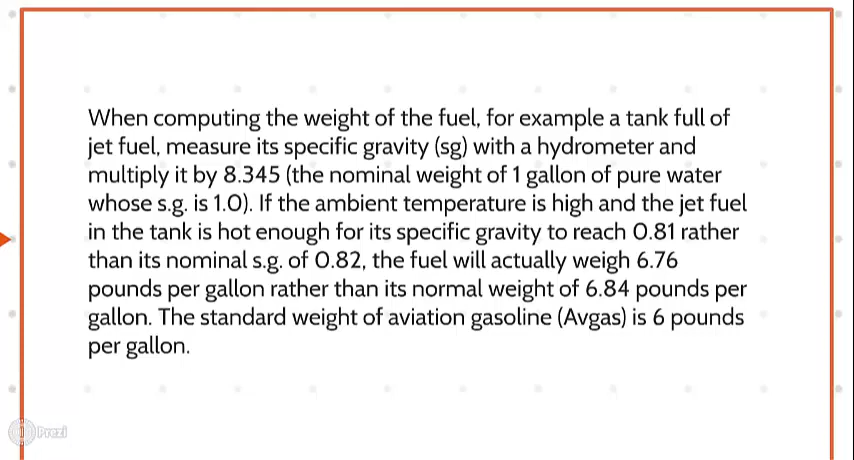 When computing the weight of the fuel, for example a tank full of
jet fuel, measure its specific gravity (sg) with a hydrometer and
multiply it by 8.345 (the nominal weight of 1 gallon of pure water
whose s.g. is 1.0). If the ambient temperature is high and the jet fuel
in the tank is hot enough for its specific gravity to reach 0.81 rather
than its nominal s.g. of 0.82, the fuel will actually weigh 6.76
pounds per gallon rather than its normal weight of 6.84 pounds per
gallon. The standard weight of aviation gasoline (Avgas) is 6 pounds
per gallon.
Prezi